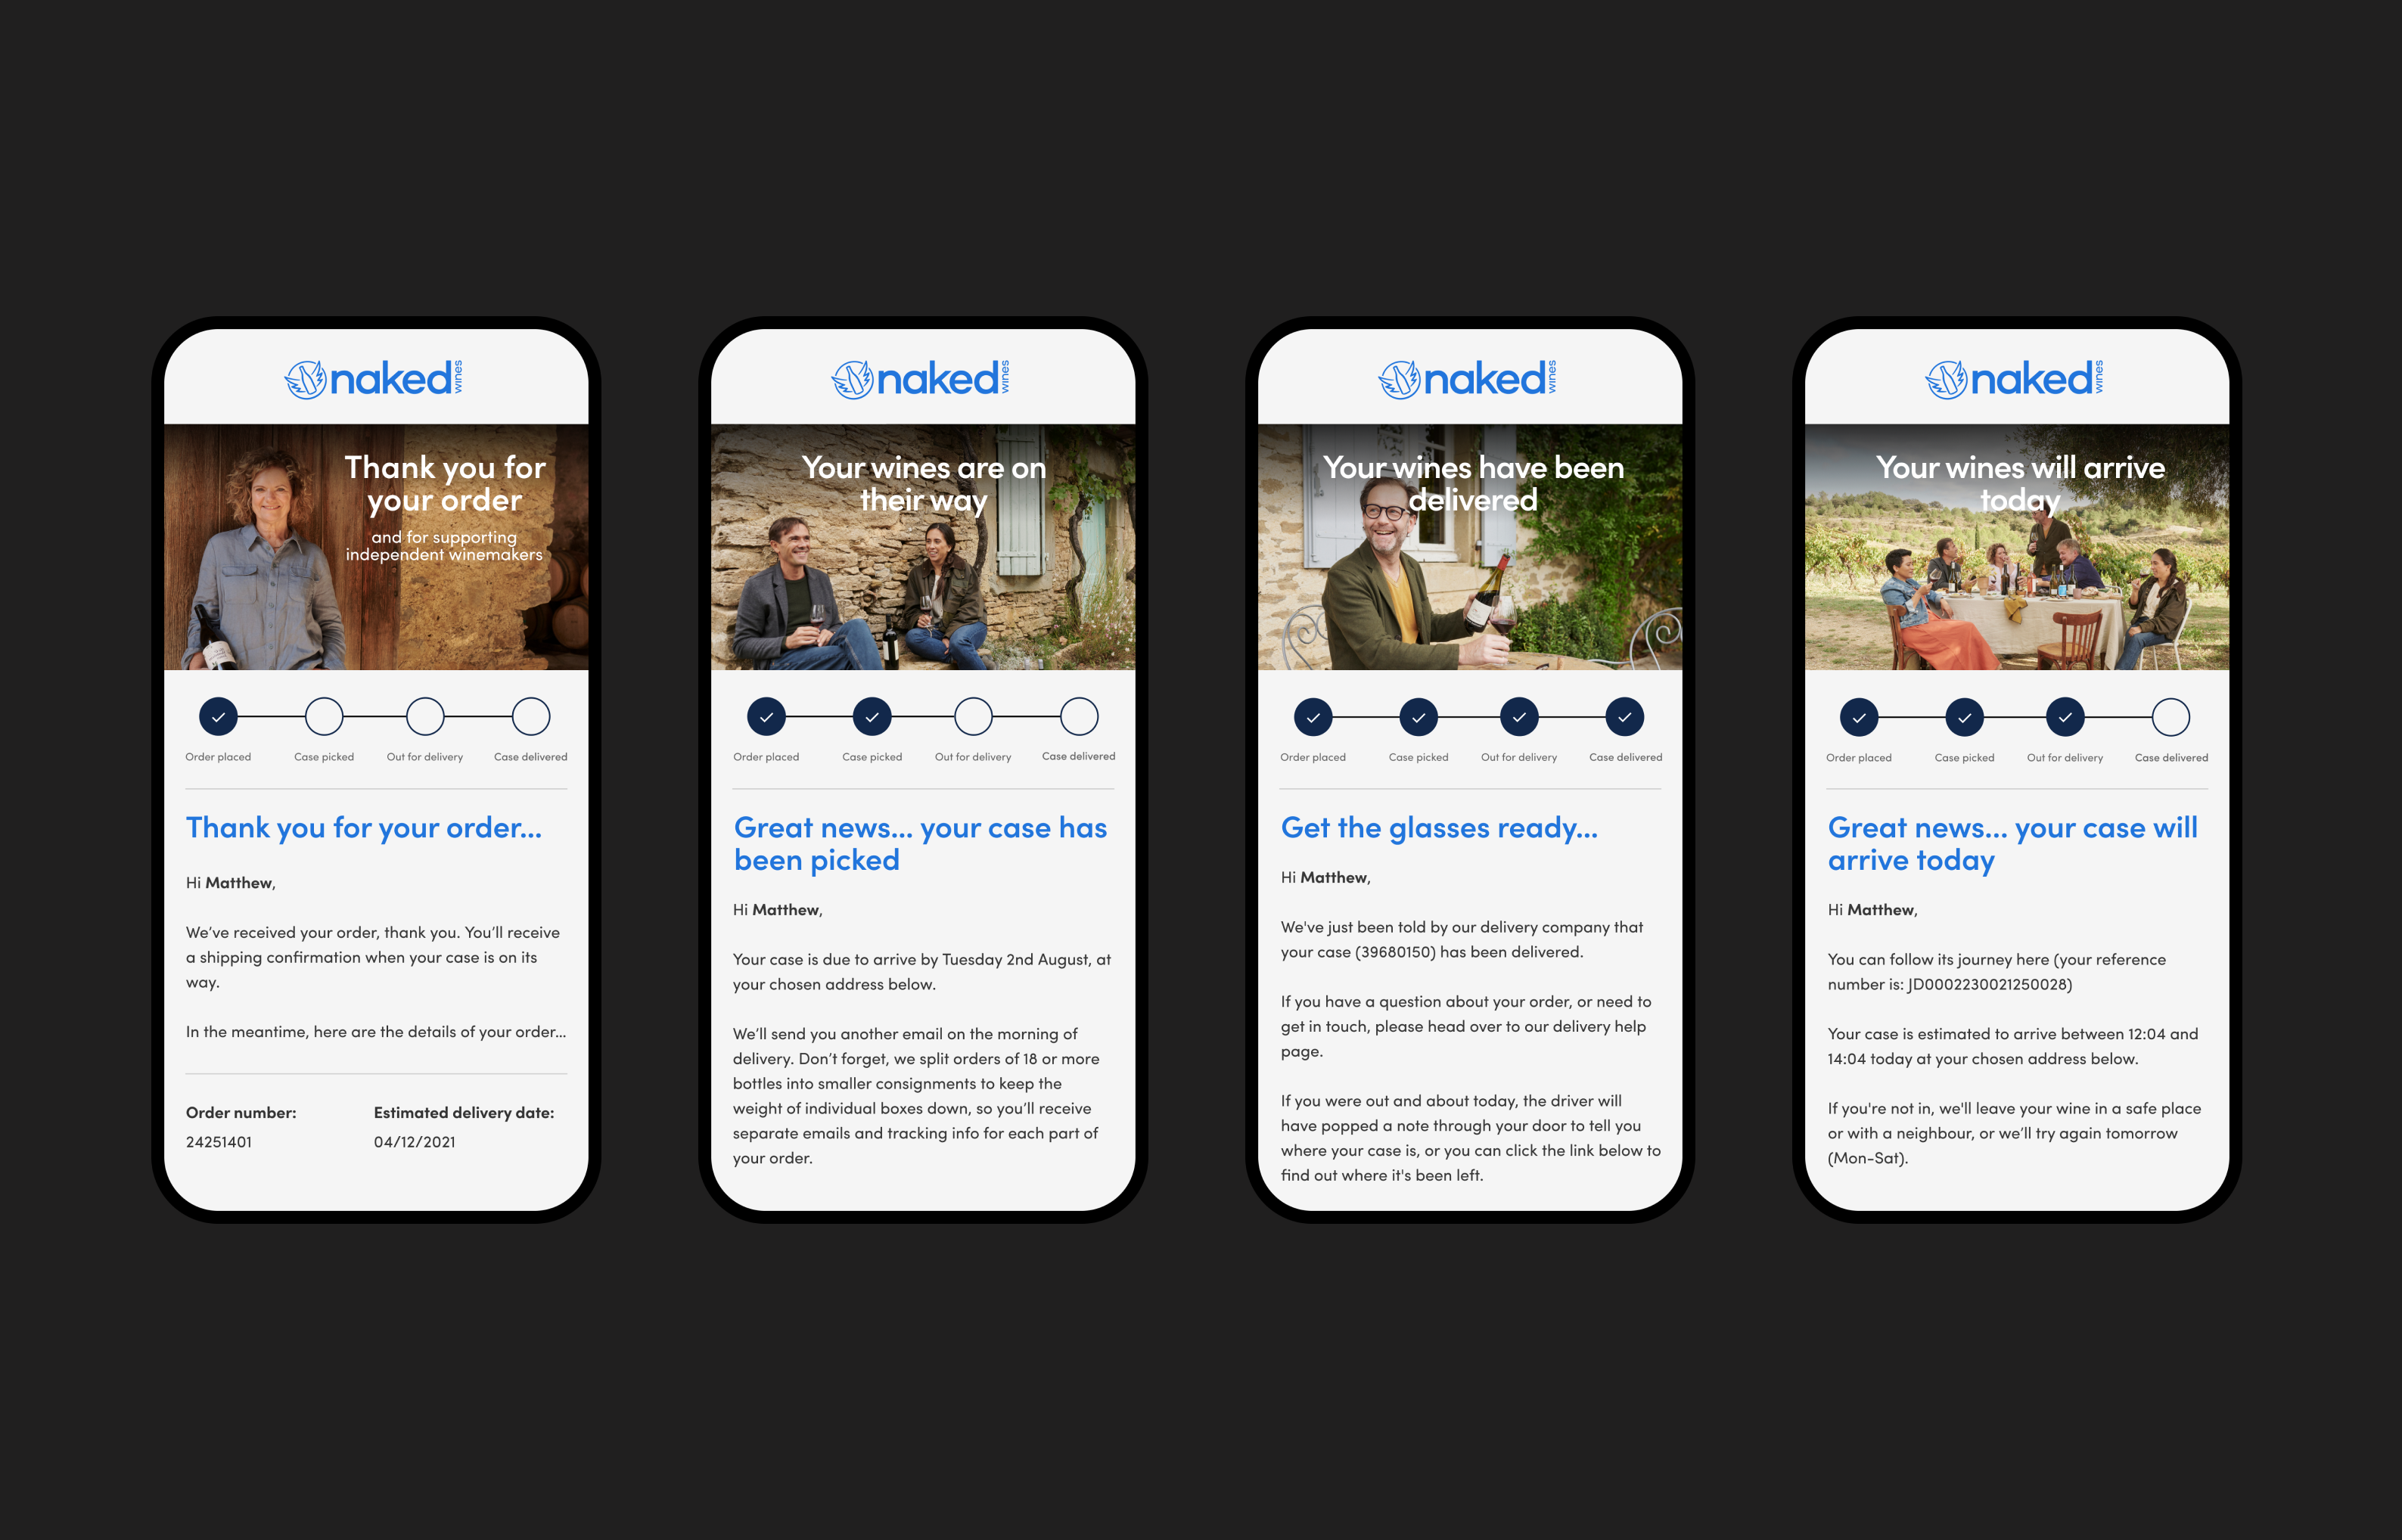 naked wines
Thank you for
your order
and for supporting
independent winemakers
Order placed
Case picked
Out for delivery
Case delivered
Thank you for your order...
Hi Matthew,
We’ve received your order, thank you. You’ll receive
a shipping confirmation when your case is on its
way.
In the meantime, here are the details of your order...
Order number:
24251401
Estimated delivery date:
04/12/2021
naked wines
Your wines are on
their way
Order placed
Case picked
Out for delivery
Case delivered
Great news... your case has
been picked
Hi Matthew,
Your case is due to arrive by Tuesday 2nd August, at
your chosen address below.
We’ll send you another email on the morning of
delivery. Don’t forget, we split orders of 18 or more
bottles into smaller consignments to keep the
weight of individual boxes down, so you’ll receive
separate emails and tracking info for each part of
your order.
naked wines
Your wines have been
delivered
Order placed
Case picked
Out for delivery
Case delivered
Get the glasses ready...
Hi Matthew,
We've just been told by our delivery company that
your case (39680150) has been delivered.
If you have a question about your order, or need to
get in touch, please head over to our delivery help
page.
If you were out and about today, the driver will
have popped a note through your door to tell you
where your case is, or you can click the link below to
find out where it's been left.
naked wines
Your wines will arrive
today
Order placed
Case picked
Out for delivery
Case delivered
Great news... your case will
arrive today
Hi Matthew,
You can follow its journey here (your reference
number is: JD0002230021250028)
Your case is estimated to arrive between 12:04 and
14:04 today at your chosen address below.
If you're not in, we'll leave your wine in a safe place
or with a neighbour, or we’ll try again tomorrow
(Mon-Sat).